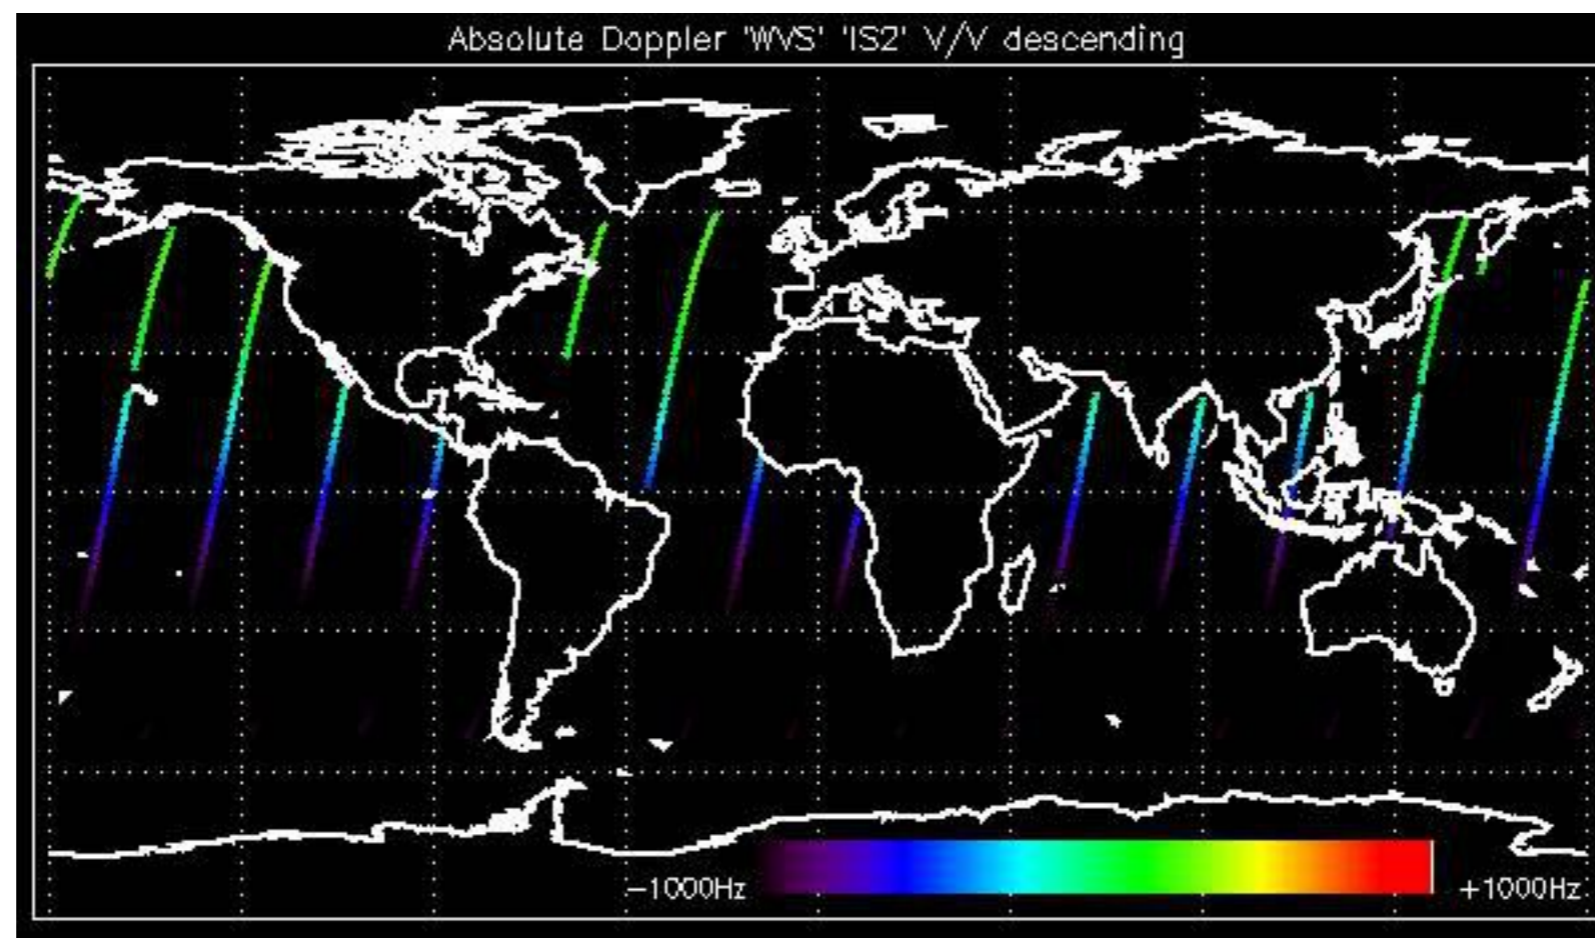 Absolute Doppler 'WVS' 'IS2' V/V descending
−1000Hz
+1000Hz